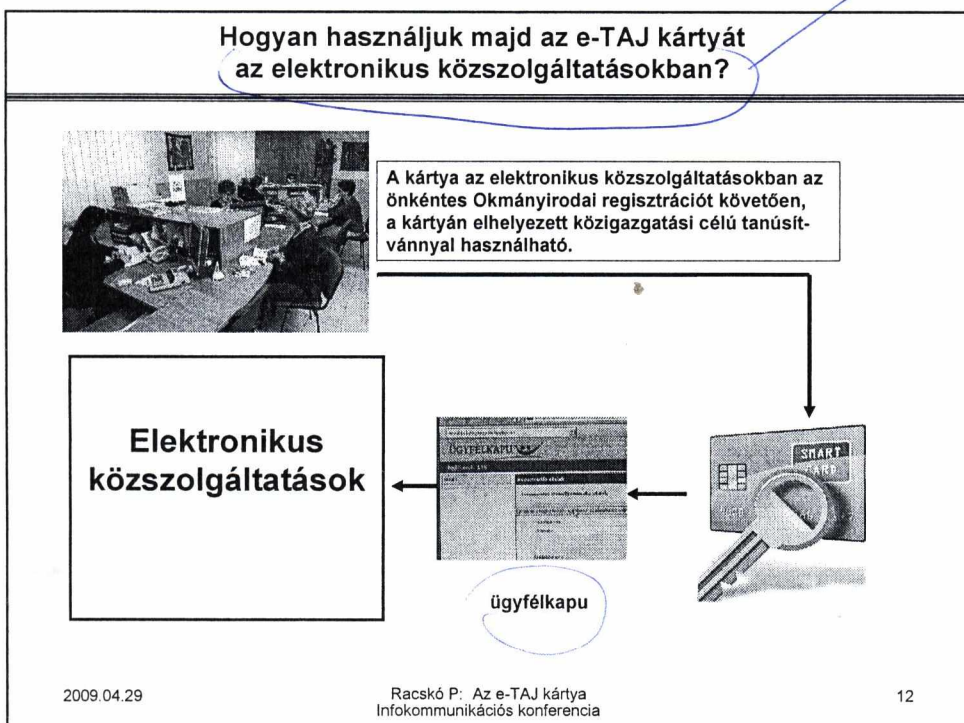 Hogyan használjuk majd az e-TAJ kártyát
az elektronikus közszolgáltatásokban?
A kártya az elektronikus közszolgáltatásokban az
önkéntes Okmányirodai regisztrációt követően,
a kártyán elhelyezett közigazgatási célú tanúsít-
vánnyal használható.
Elektronikus
közszolgáltatások
ÜGYFÉLKAPU
SMART
CARD
ügyfélkapu
2009.04.29
Racskó P: Az e-TAJ kártya
Infokommunikációs konferencia
12